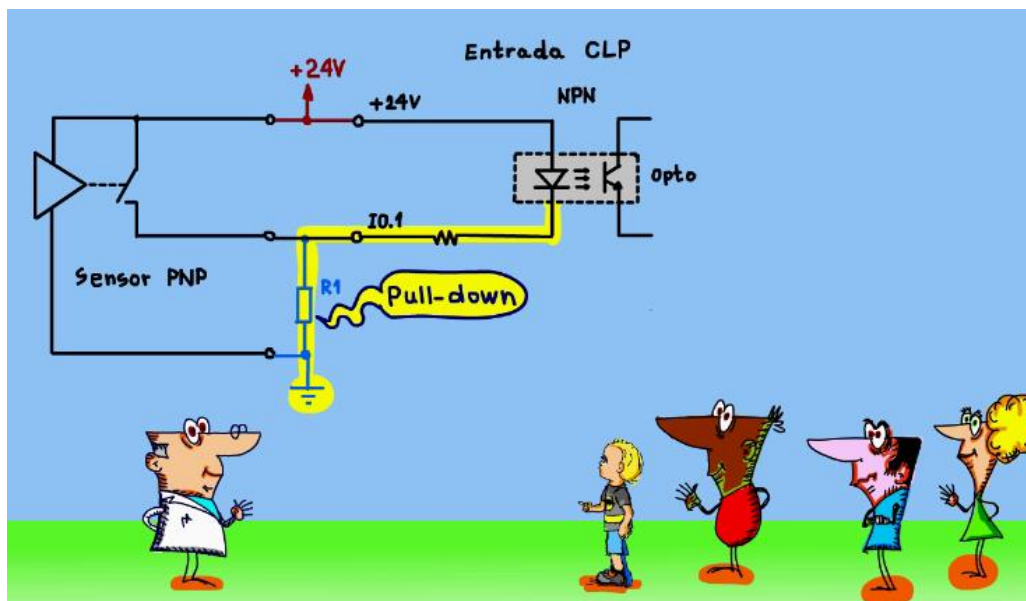 Entrada CLP
+24V
+24V
NPN
Opto
I0.1
Sensor PNP
R1
Pull-down